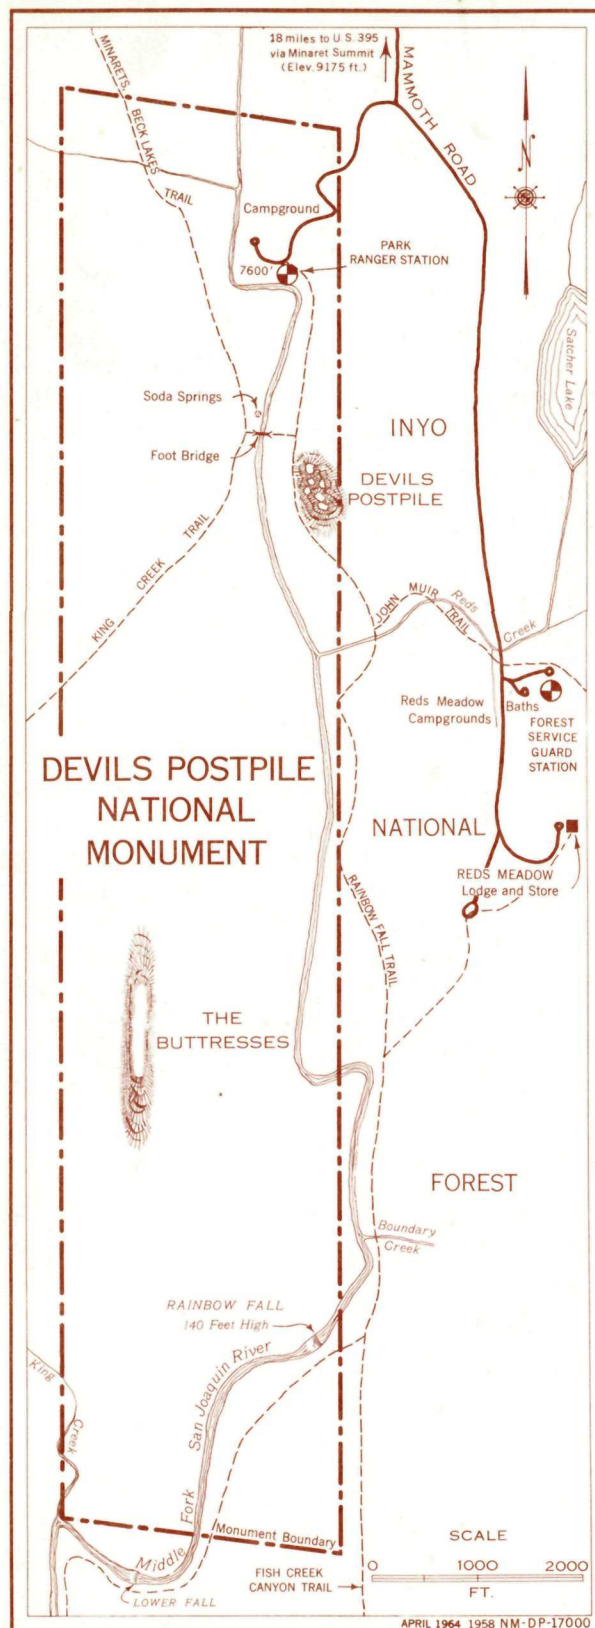 18 miles to U.S. 395
via Minaret Summit
(Elev. 9175 ft.)
MAMMOTH ROAD
MINARETS, BECK LAKES TRAIL
N
Campground
PARK
RANGER STATION
7600'
Satcher Lake
Soda Springs
INYO
Foot Bridge
DEVILS
POSTPILE
KING CREEK TRAIL
JOHN MUIR TRAIL
Reds Creek
Reds Meadow
Campgrounds
Baths
FOREST
SERVICE
GUARD
STATION
DEVILS POSTPILE
NATIONAL
MONUMENT
NATIONAL
REDS MEADOW
Lodge and Store
RAINBOW FALL TRAIL
THE
BUTTRESSES
FOREST
Boundary
Creek
RAINBOW FALL
140 Feet High
King Creek
Middle Fork San Joaquin River
Monument Boundary
LOWER FALL
FISH CREEK
CANYON TRAIL
SCALE
0 1000 2000
FT.
APRIL 1964 1958 NM-DP-17000